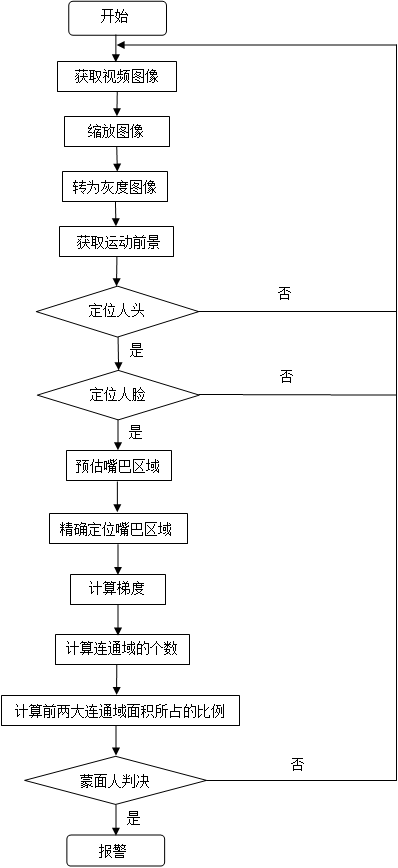 开始
获取视频图像
缩放图像
转为灰度图像
获取运动前景
定位人头
否
是
定位人脸
否
是
预估嘴巴区域
精确定位嘴巴区域
计算梯度
计算连通域的个数
计算前两大连通域面积所占的比例
蒙面人判决
否
是
报警